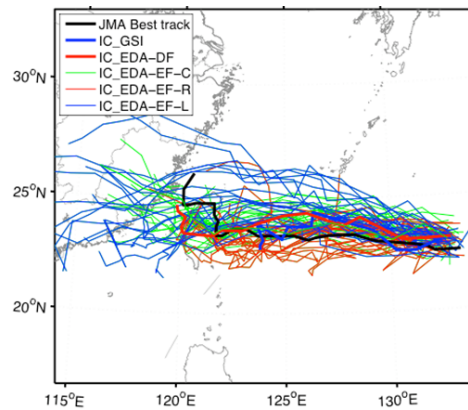 JMA Best track
IC_GSI
IC_EDA-DF
IC_EDA-EF-C
IC_EDA-EF-R
IC_EDA-EF-L
30°N
25°N
20°N
115°E 120°E 125°E 130°E